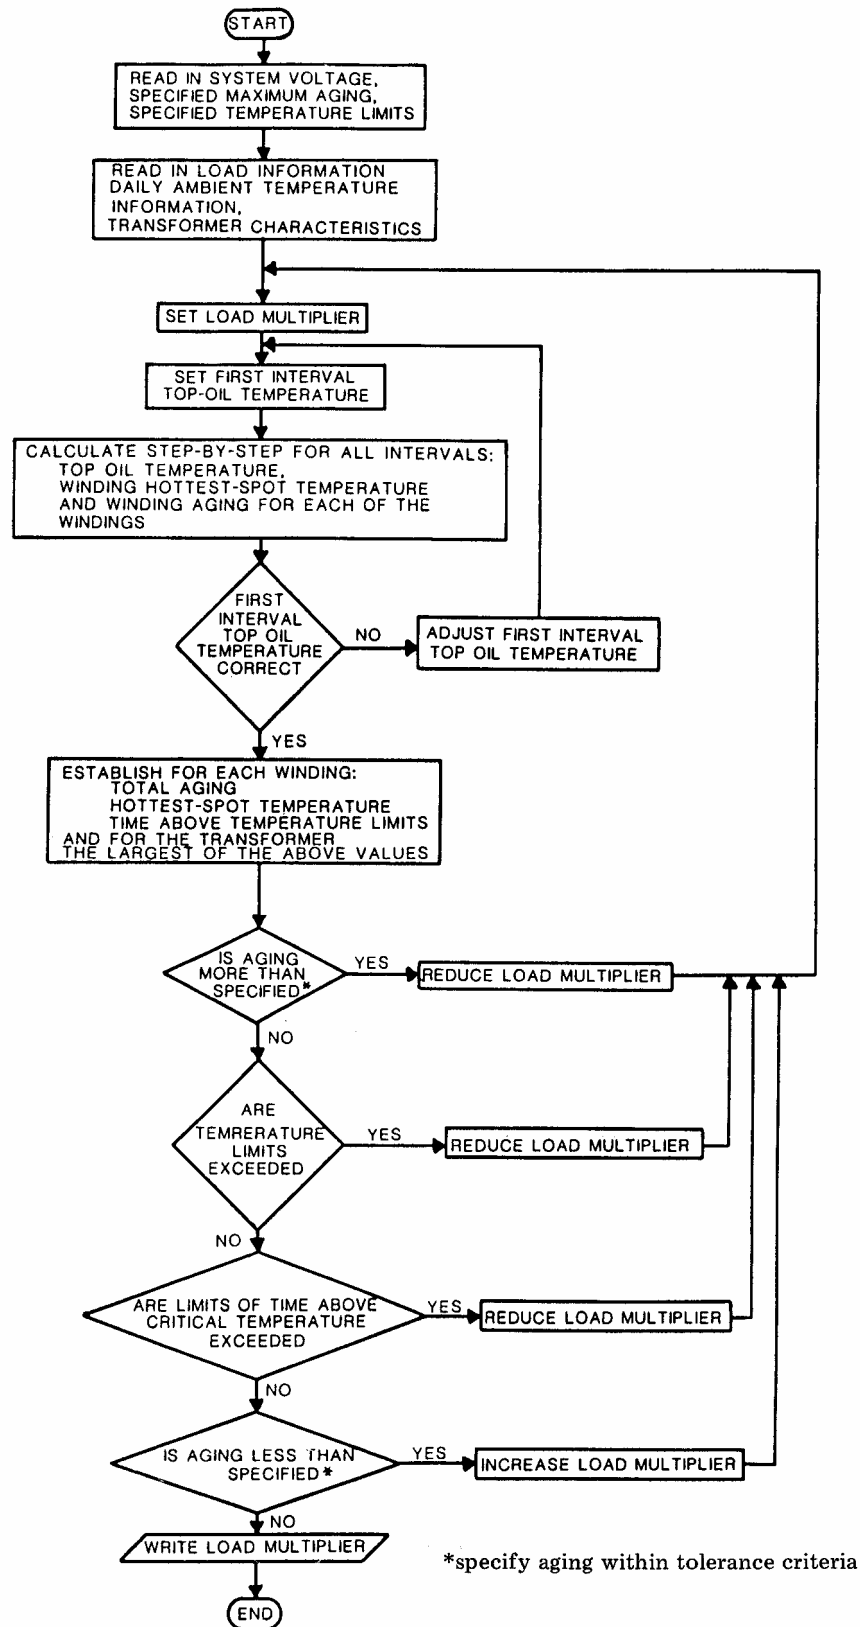 START
READ IN SYSTEM VOLTAGE,
SPECIFIED MAXIMUM AGING,
SPECIFIED TEMPERATURE LIMITS
READ IN LOAD INFORMATION
DAILY AMBIENT TEMPERATURE
INFORMATION,
TRANSFORMER CHARACTERISTICS
SET LOAD MULTIPLIER
SET FIRST INTERVAL
TOP-OIL TEMPERATURE
CALCULATE STEP-BY-STEP FOR ALL INTERVALS:
TOP OIL TEMPERATURE,
WINDING HOTTEST-SPOT TEMPERATURE
AND WINDING AGING FOR EACH OF THE
WINDINGS
FIRST
INTERVAL
TOP OIL
TEMPERATURE
CORRECT
NO
ADJUST FIRST INTERVAL
TOP OIL TEMPERATURE
YES
ESTABLISH FOR EACH WINDING:
TOTAL AGING
HOTTEST-SPOT TEMPERATURE
TIME ABOVE TEMPERATURE LIMITS
AND FOR THE TRANSFORMER
THE LARGEST OF THE ABOVE VALUES
IS AGING
MORE THAN
SPECIFIED*
YES
REDUCE LOAD MULTIPLIER
NO
ARE
TEMRERATURE
LIMITS
EXCEEDED
YES
REDUCE LOAD MULTIPLIER
NO
ARE LIMITS OF TIME ABOVE
CRITICAL TEMPERATURE
EXCEEDED
YES
REDUCE LOAD MULTIPLIER
NO
IS AGING LESS THAN
SPECIFIED*
YES
INCREASE LOAD MULTIPLIER
NO
WRITE LOAD MULTIPLIER
*specify aging within tolerance criteria
END